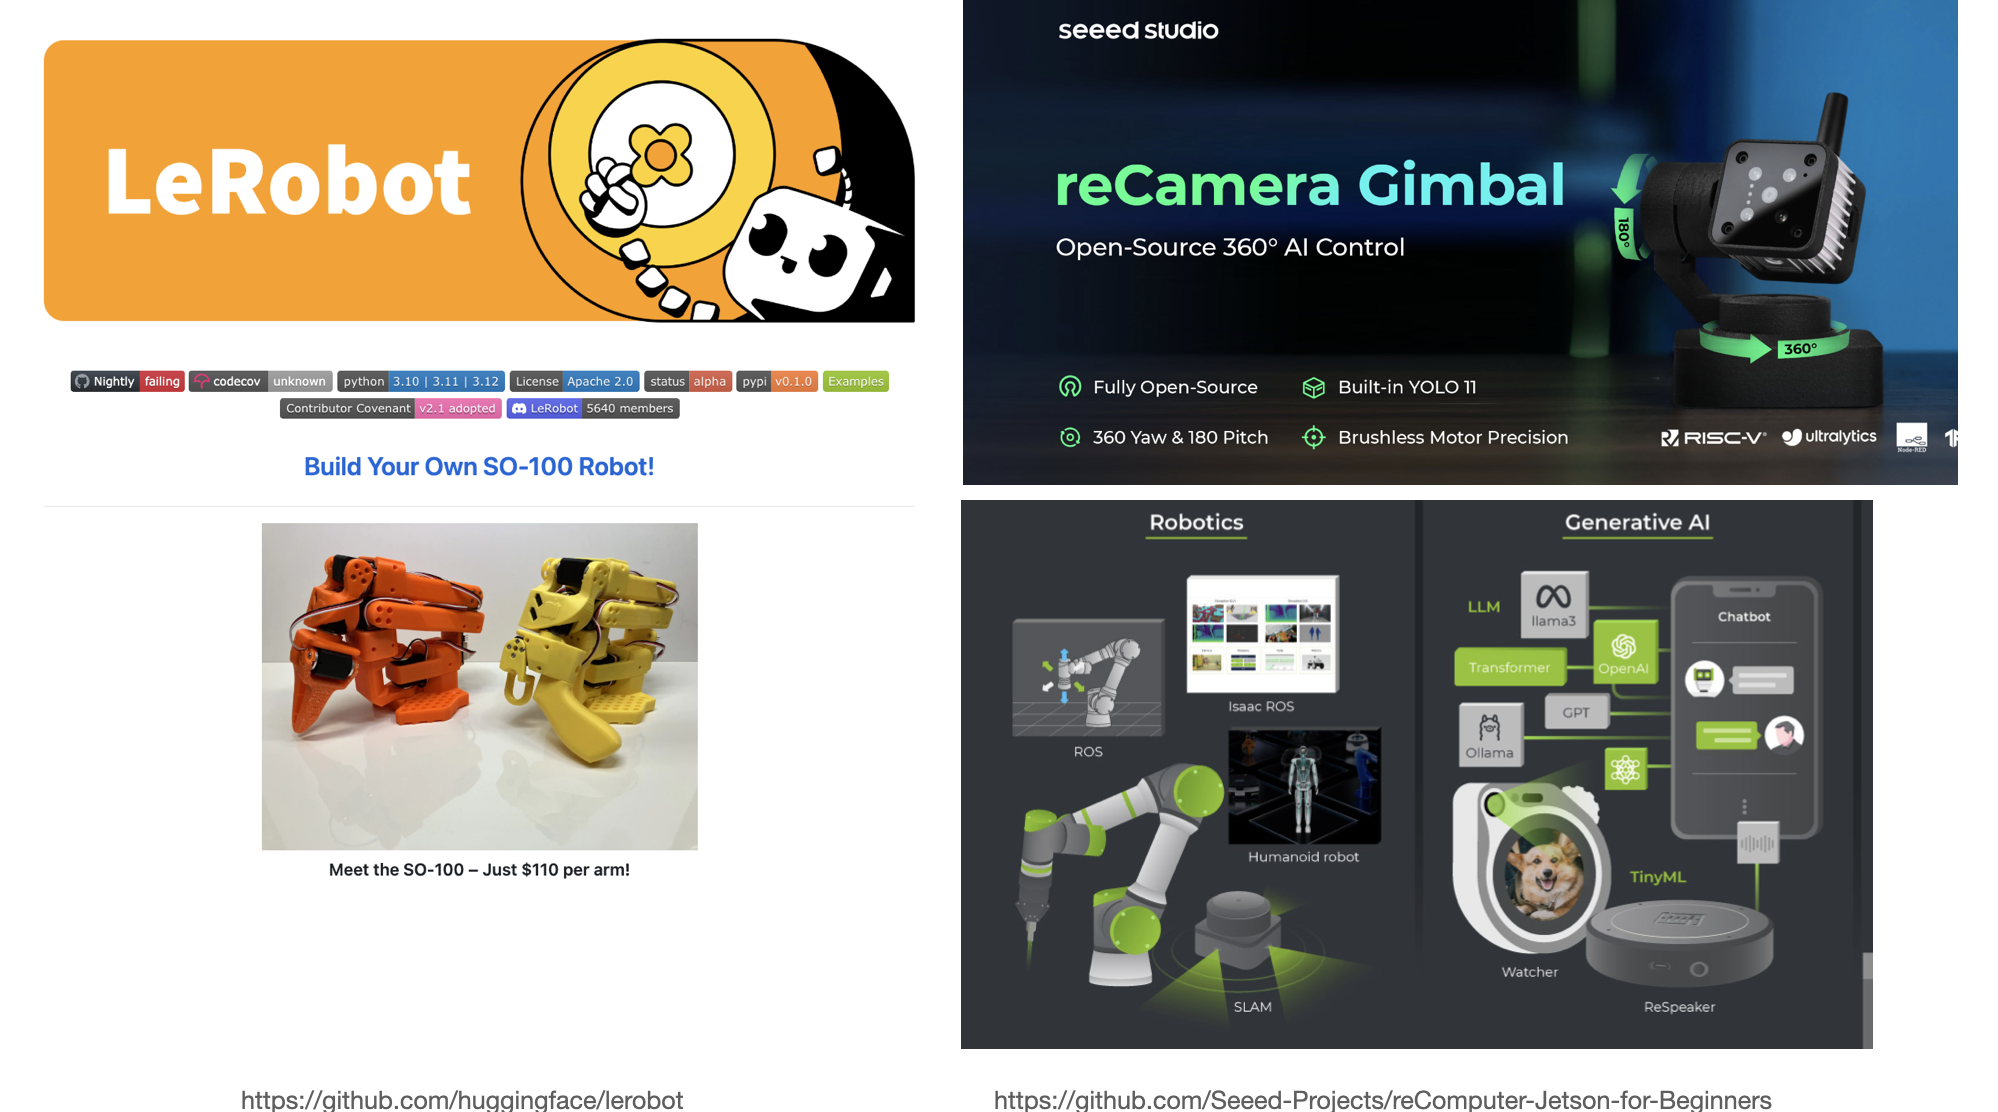 LeRobot
Nightly failing codecov unknown python 3.10 | 3.11 | 3.12 License Apache 2.0 status alpha pypi v0.1.0 Examples
Contributor Covenant v2.1 adopted LeRobot 5640 members
Build Your Own SO-100 Robot!
Meet the SO-100 – Just $110 per arm!
https://github.com/huggingface/lerobot
seeed studio
reCamera Gimbal
Open-Source 360° AI Control
180°
360°
Fully Open-Source
Built-in YOLO 11
360 Yaw & 180 Pitch
Brushless Motor Precision
RISC-V
ultralytics
Node-RED
Robotics
ROS
Isaac ROS
Humanoid robot
SLAM
Generative AI
LLM
llama3
Transformer
OpenAI
GPT
Ollama
Chatbot
TinyML
Watcher
ReSpeaker
https://github.com/Seeed-Projects/reComputer-Jetson-for-Beginners